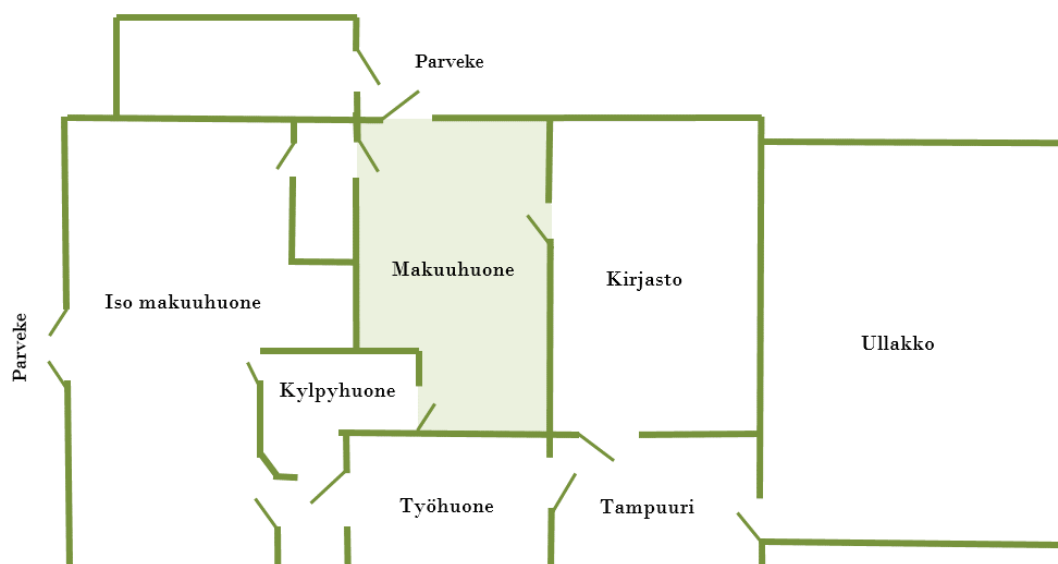 Parveke
Makuuhuone
Kirjasto
Iso makuuhuone
Parveke
Ullakko
Kylpyhuone
Työhuone
Tampuuri